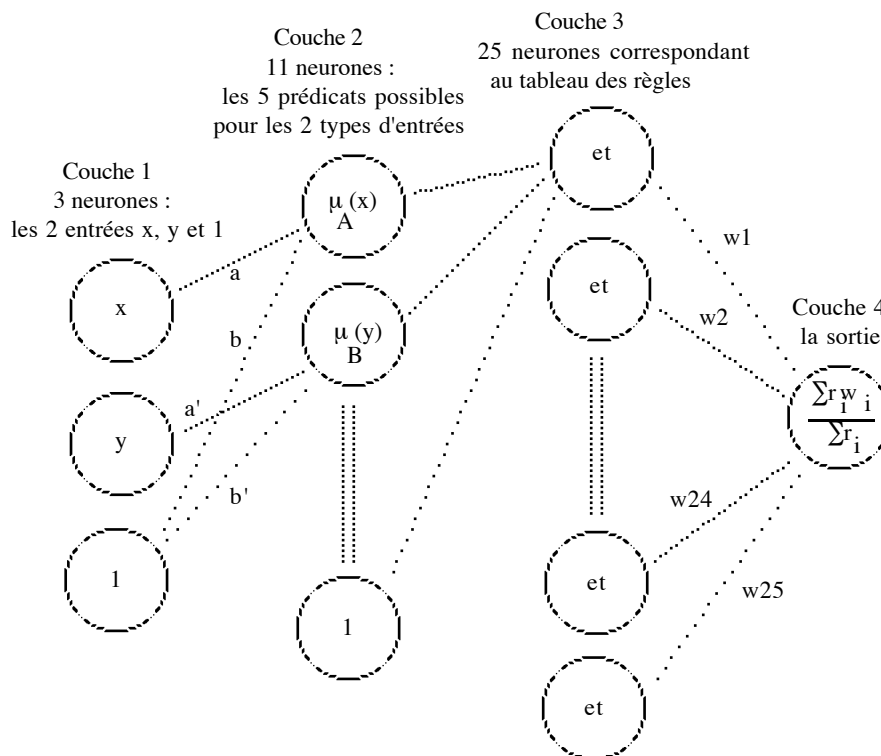 Couche 1
3 neurones :
les 2 entrées x, y et 1
x
y
1
a
b
a'
b'
Couche 2
11 neurones :
les 5 prédicats possibles
pour les 2 types d'entrées
μ (x)
A
μ (y)
B
1
Couche 3
25 neurones correspondant
au tableau des règles
et
et
et
et
w1
w2
w24
w25
Couche 4
la sortie
∑r i w i
∑r i